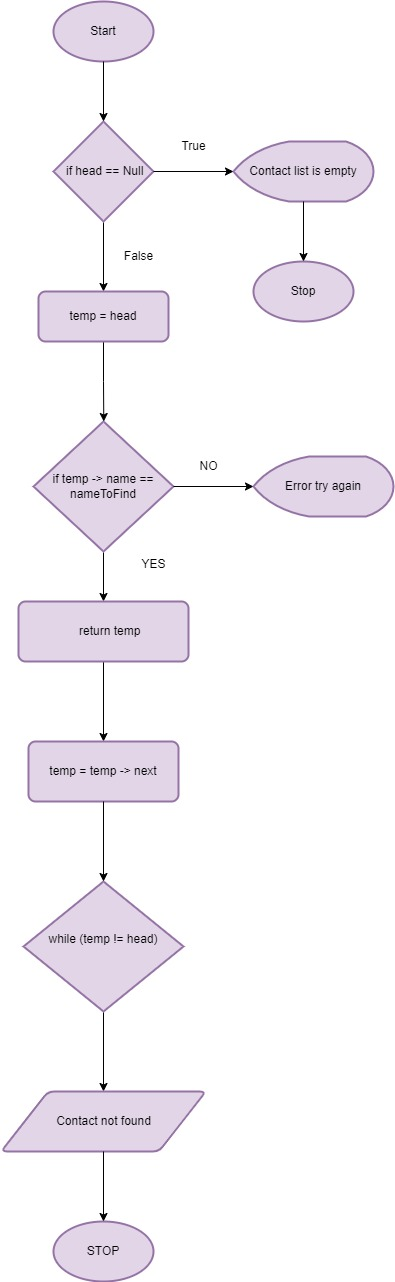 Start
if head == Null
True
Contact list is empty
False
Stop
temp = head
if temp -> name ==
nameToFind
NO
Error try again
YES
return temp
temp = temp -> next
while (temp != head)
Contact not found
STOP